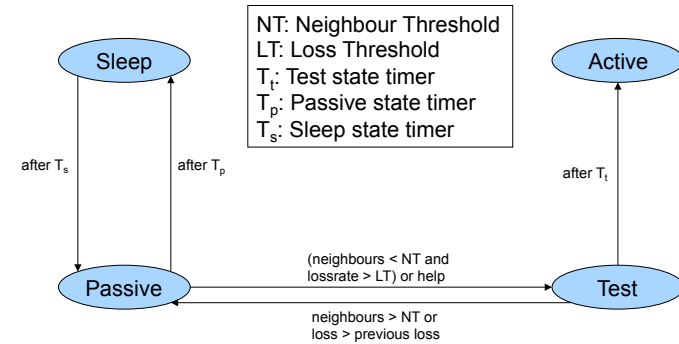 NT: Neighbour Threshold
LT: Loss Threshold
Tt: Test state timer
Tp: Passive state timer
Ts: Sleep state timer
Sleep
Active
after Ts
after Tp
after Tt
(neighbours < NT and
lossrate > LT) or help
Passive
Test
neighbours > NT or
loss > previous loss